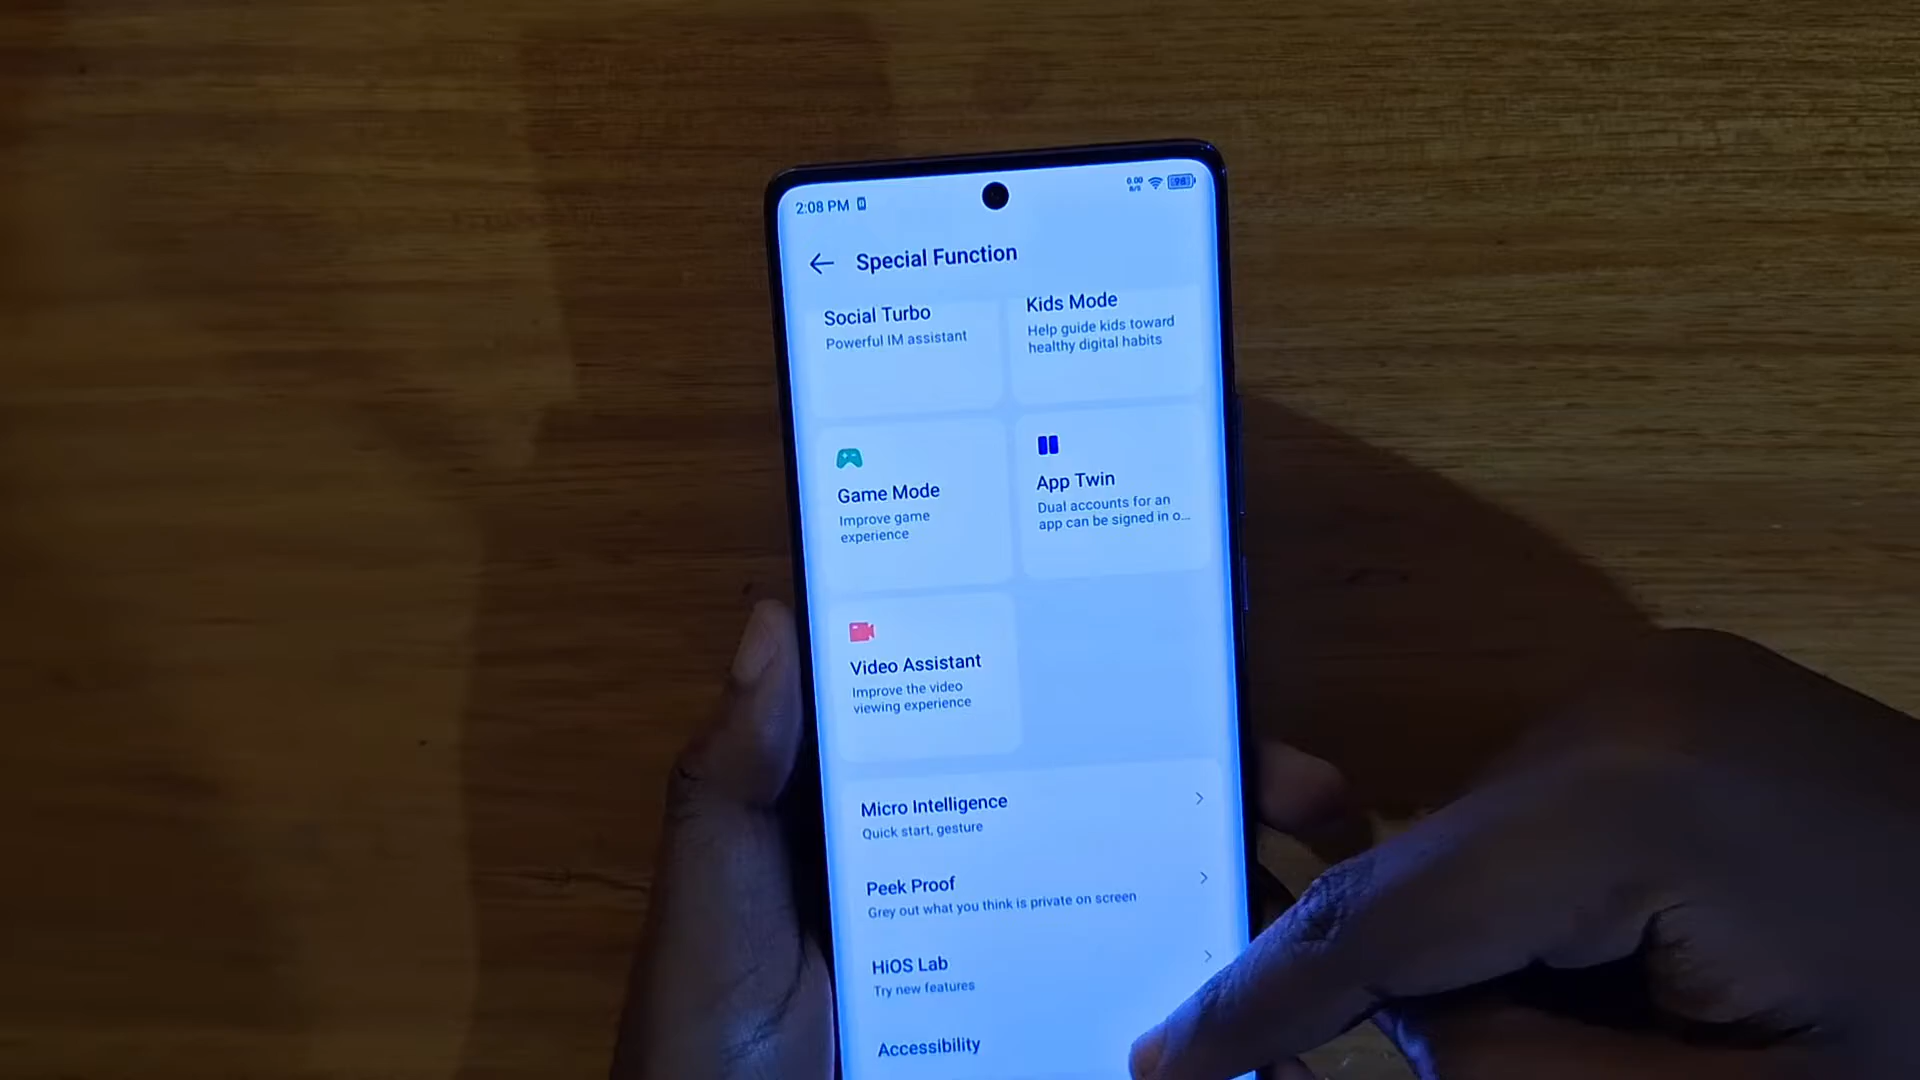 2:08 PM
0.00
B/S
98
Special Function
Social Turbo
Powerful IM assistant
Kids Mode
Help guide kids toward
healthy digital habits
Game Mode
Improve game
experience
App Twin
Dual accounts for an
app can be signed in o...
Video Assistant
Improve the video
viewing experience
Micro Intelligence
Quick start, gesture
Peek Proof
Grey out what you think is private on screen
HiOS Lab
Try new features
Accessibility